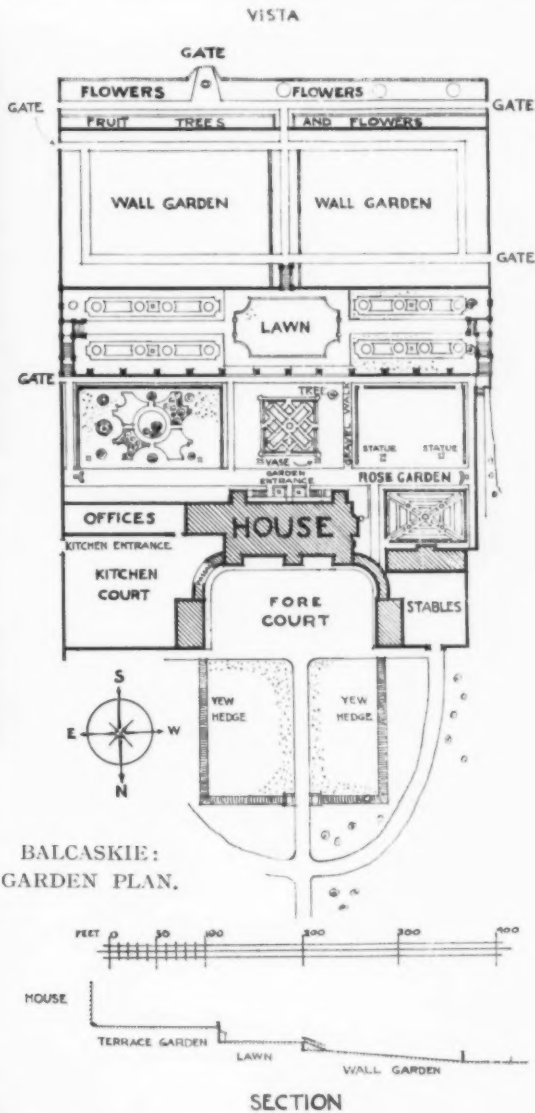 VISTA
GATE
FLOWERS FLOWERS
GATE GATE
FRUIT TREES AND FLOWERS
WALL GARDEN WALL GARDEN
GATE
LAWN
GATE
TREE
GRAVEL WALK
STATUE STATUE
VASE
GARDEN
ENTRANCE
ROSE GARDEN
OFFICES
HOUSE
KITCHEN ENTRANCE
KITCHEN
COURT
FORE
COURT
STABLES
YEW
HEDGE
YEW
HEDGE
S
E W
N
BALCASKIE:
GARDEN PLAN.
FEET 0 50 100 200 300 400
HOUSE
TERRACE GARDEN
LAWN
WALL GARDEN
SECTION